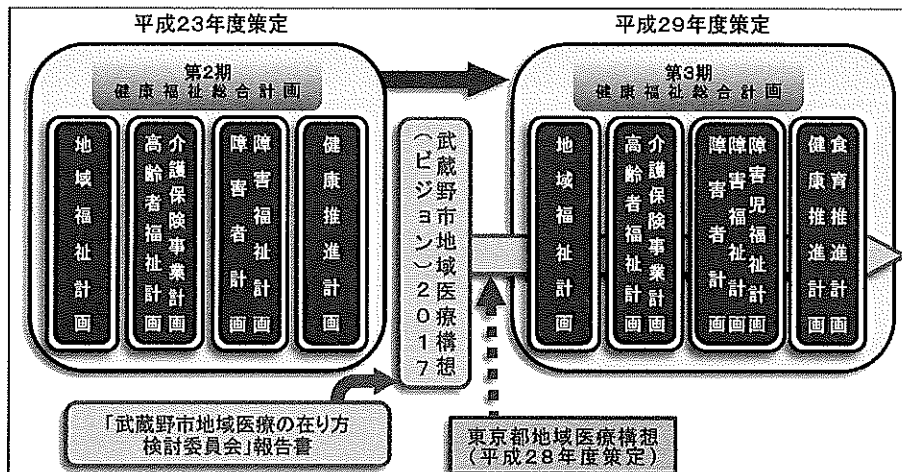 平成23年度策定
第2期
健康福祉総合計画
地域福祉計画
高齢者福祉計画
介護保険事業計画
障害者計画
障害福祉計画
健康推進計画
武蔵野市地域医療構想
(ビジョン)2017
平成29年度策定
第3期
健康福祉総合計画
地域福祉計画
高齢者福祉計画
介護保険事業計画
障害者計画
障害福祉計画
障害児福祉計画
健康推進計画
食育推進計画
「武蔵野市地域医療の在り方
検討委員会」報告書
東京都地域医療構想
(平成28年度策定)